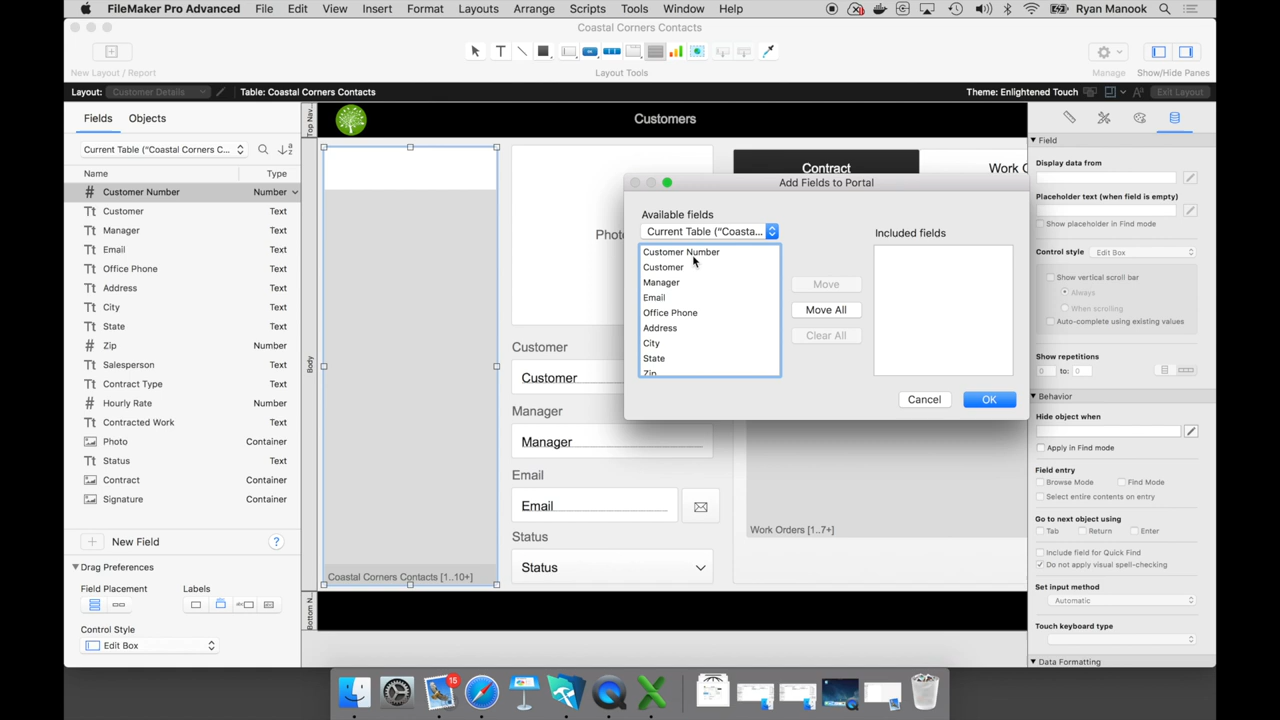 FileMaker Pro Advanced File Edit View Insert Format Layouts Arrange Scripts Tools Window Help Ryan Manook
Coastal Corners Contacts
New Layout / Report
Layout Tools
Manage
Show/Hide Panes
Layout: Customer Details
Table: Coastal Corners Contacts
Theme: Enlightened Touch
Exit Layout
Fields Objects
Current Table ("Coastal Corners C...
Name Type
Customer Number Number
Customer Text
Manager Text
Email Text
Office Phone Text
Address Text
City Text
State Text
Zip Number
Salesperson Text
Contract Type Text
Hourly Rate Number
Contracted Work Text
Photo Container
Status Text
Contract Container
Signature Container
New Field
?
Drag Preferences
Field Placement Labels
Control Style
Edit Box
Top Nav...
Body
Bottom N...
Customers
Coastal Corners Contacts [1..10+]
Photo
Customer
Customer
Manager
Manager
Email
Email
Status
Status
Contract
Work O
Work Orders [1..7+]
Add Fields to Portal
Available fields
Current Table ("Coasta...
Customer Number
Customer
Manager
Email
Office Phone
Address
City
State
Zip
Move
Move All
Clear All
Included fields
Cancel
OK
Field
Display data from
Placeholder text (when field is empty)
Show placeholder in Find mode
Control style Edit Box
Show vertical scroll bar
Always
When scrolling
Auto-complete using existing values
Show repetitions
0 to: 0
Behavior
Hide object when
Apply in Find mode
Field entry
Browse Mode Find Mode
Select entire contents on entry
Go to next object using
Tab Return Enter
Include field for Quick Find
Do not apply visual spell-checking
Set input method
Automatic
Touch keyboard type
Data Formatting
15